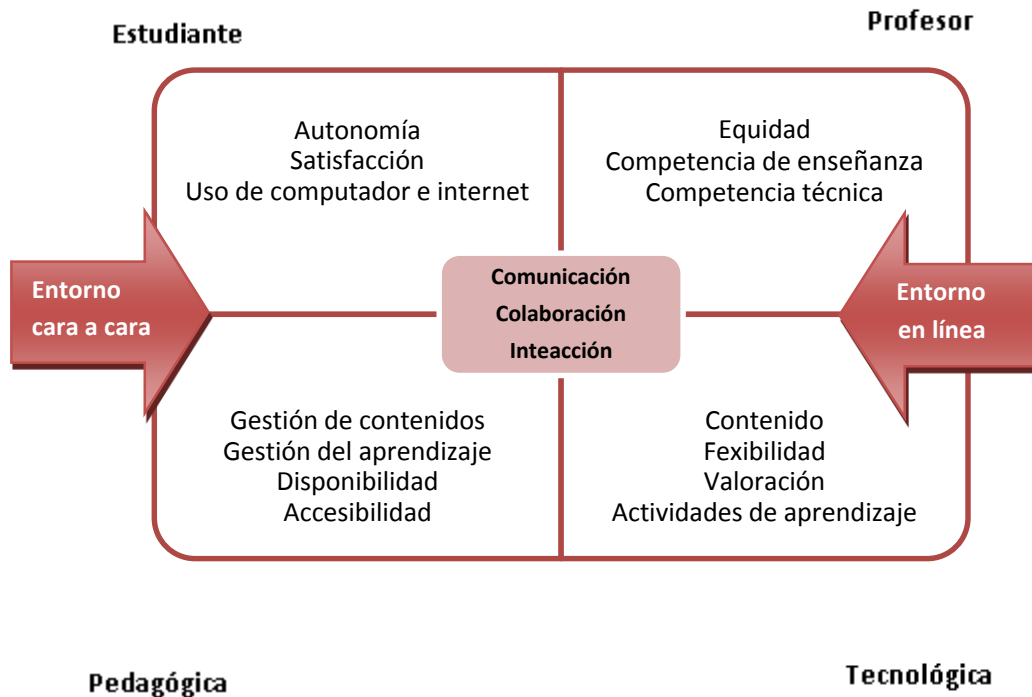 Estudiante
Profesor
Autonomía
Satisfacción
Uso de computador e internet
Equidad
Competencia de enseñanza
Competencia técnica
Entorno
cara a cara
Comunicación
Colaboración
Inteacción
Entorno
en línea
Gestión de contenidos
Gestión del aprendizaje
Disponibilidad
Accesibilidad
Contenido
Fexibilidad
Valoración
Actividades de aprendizaje
Pedagógica
Tecnológica